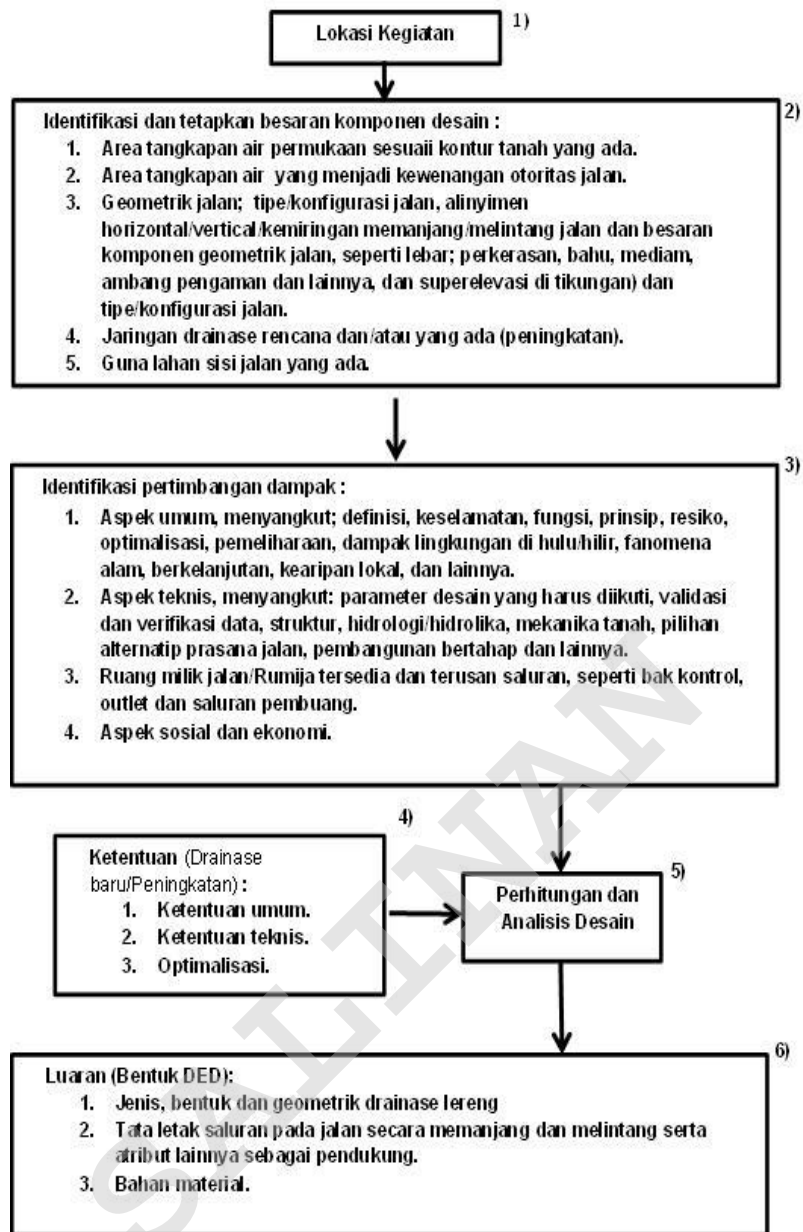 Lokasi Kegiatan
1)
2)
Identifikasi dan tetapkan besaran komponen desain :
1. Area tangkapan air permukaan sesuaii kontur tanah yang ada.
2. Area tangkapan air yang menjadi kewenangan otoritas jalan.
3. Geometrik jalan; tipe/konfigurasi jalan, alinyimen
horizontal/vertical/kemiringan memanjang/melintang jalan dan besaran
komponen geometrik jalan, seperti lebar; perkerasan, bahu, mediam,
ambang pengaman dan lainnya, dan superelevasi di tikungan) dan
tipe/konfigurasi jalan.
4. Jaringan drainase rencana dan/atau yang ada (peningkatan).
5. Guna lahan sisi jalan yang ada.
3)
Identifikasi pertimbangan dampak :
1. Aspek umum, menyangkut; definisi, keselamatan, fungsi, prinsip, resiko,
optimalisasi, pemeliharaan, dampak lingkungan di hulu/hilir, fanomena
alam, berkelanjutan, kearipan lokal, dan lainnya.
2. Aspek teknis, menyangkut: parameter desain yang harus diikuti, validasi
dan verifikasi data, struktur, hidrologi/hidrolika, mekanika tanah, pilihan
alternatip prasana jalan, pembangunan bertahap dan lainnya.
3. Ruang milik jalan/Rumija tersedia dan terusan saluran, seperti bak kontrol,
outlet dan saluran pembuang.
4. Aspek sosial dan ekonomi.
4)
Ketentuan (Drainase
baru/Peningkatan) :
1. Ketentuan umum.
2. Ketentuan teknis.
3. Optimalisasi.
5)
Perhitungan dan
Analisis Desain
6)
Luaran (Bentuk DED):
1. Jenis, bentuk dan geometrik drainase lereng
2. Tata letak saluran pada jalan secara memanjang dan melintang serta
atribut lainnya sebagai pendukung.
3. Bahan material.
SALINAN